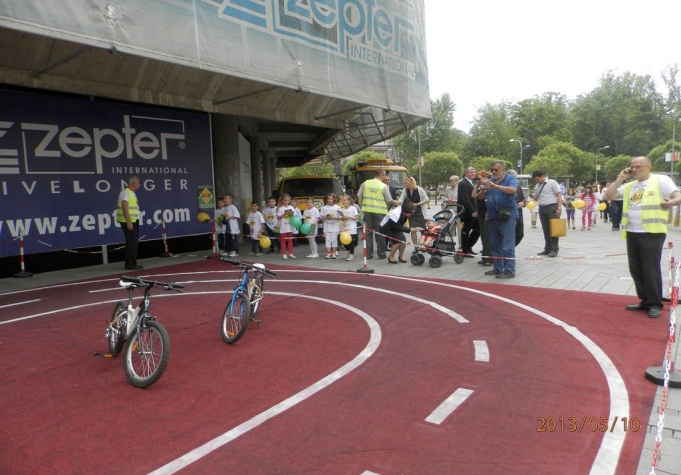 zepter
INTERNATIONAL
zepter
INTERNATIONAL
LIVE LONGER
www.zepter.com
2013/05/10